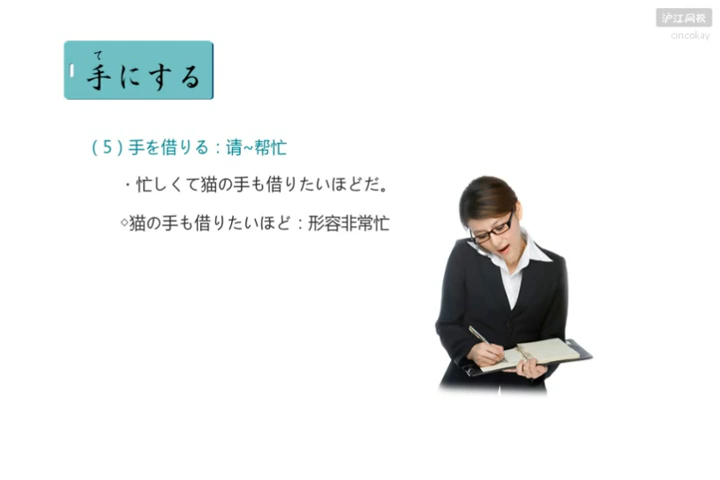 沪江网校
cincokay
て
手にする
（5）手を借りる：请~帮忙
・忙しくて猫の手も借りたいほどだ。
◇猫の手も借りたいほど：形容非常忙